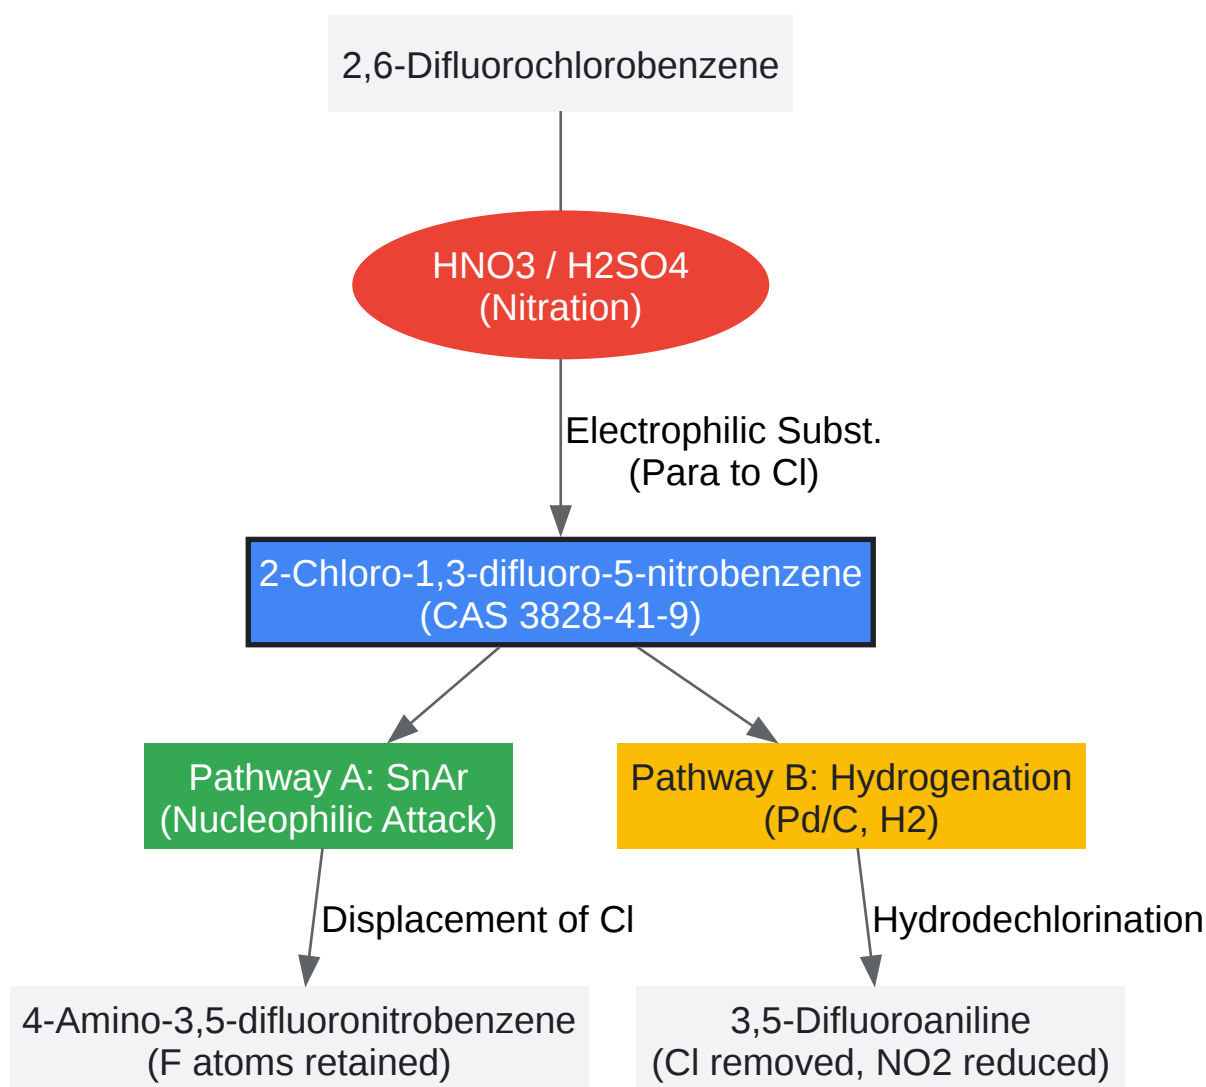 2,6-Difluorochlorobenzene
HNO3 / H2SO4
(Nitration)
Electrophilic Subst.
(Para to Cl)
2-Chloro-1,3-difluoro-5-nitrobenzene
(CAS 3828-41-9)
Pathway A: SnAr
(Nucleophilic Attack)
Pathway B: Hydrogenation
(Pd/C, H2)
Displacement of Cl
Hydrodechlorination
4-Amino-3,5-difluoronitrobenzene
(F atoms retained)
3,5-Difluoroaniline
(Cl removed, NO2 reduced)